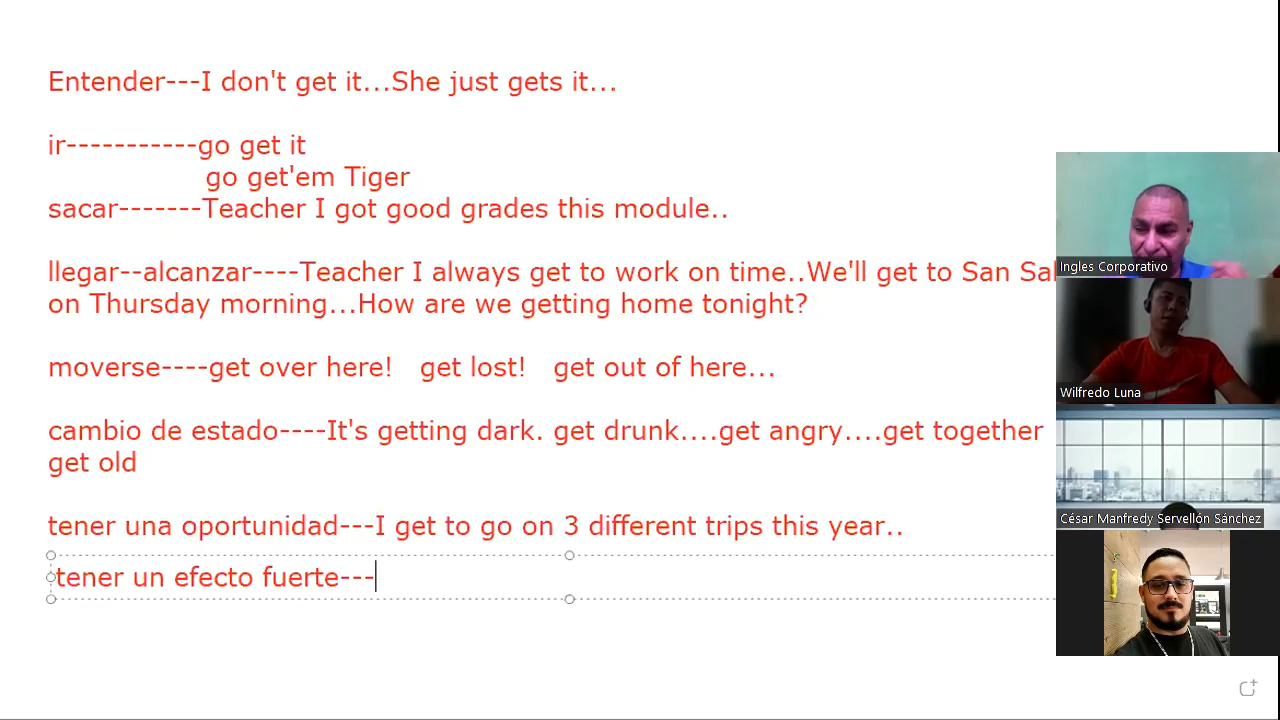 Entender---I don't get it...She just gets it...
ir-----------go get it
go get'em Tiger
sacar-------Teacher I got good grades this module..
llegar--alcanzar----Teacher I always get to work on time..We'll get to San Sal
on Thursday morning...How are we getting home tonight?
moverse----get over here! get lost! get out of here...
cambio de estado----It's getting dark. get drunk....get angry....get together
get old
tener una oportunidad---I get to go on 3 different trips this year..
tener un efecto fuerte---
Ingles Corporativo
Wilfredo Luna
César Manfredy Servellón Sánchez